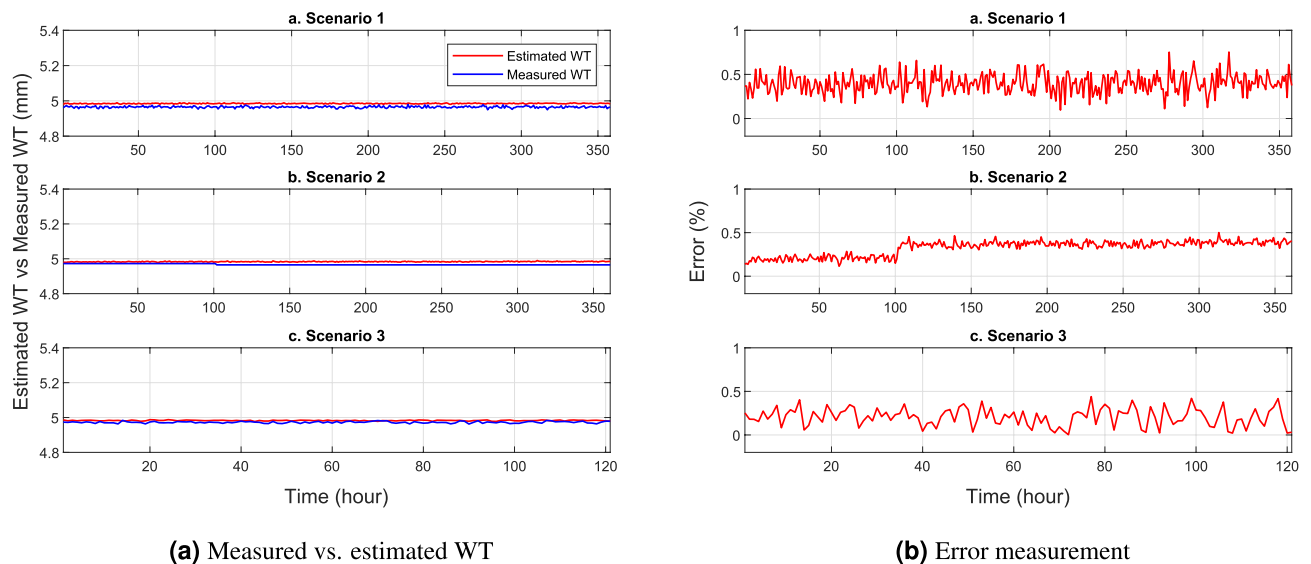 a. Scenario 1
5.4
5.2
5
4.8
Estimated WT
Measured WT
50 100 150 200 250 300 350
b. Scenario 2
5.4
5.2
5
4.8
50 100 150 200 250 300 350
c. Scenario 3
5.4
5.2
5
4.8
20 40 60 80 100 120
Estimated WT vs Measured WT (mm)
Time (hour)
(a) Measured vs. estimated WT
a. Scenario 1
1
0.5
0
50 100 150 200 250 300 350
b. Scenario 2
1
0.5
0
50 100 150 200 250 300 350
c. Scenario 3
1
0.5
0
20 40 60 80 100 120
Error (%)
Time (hour)
(b) Error measurement